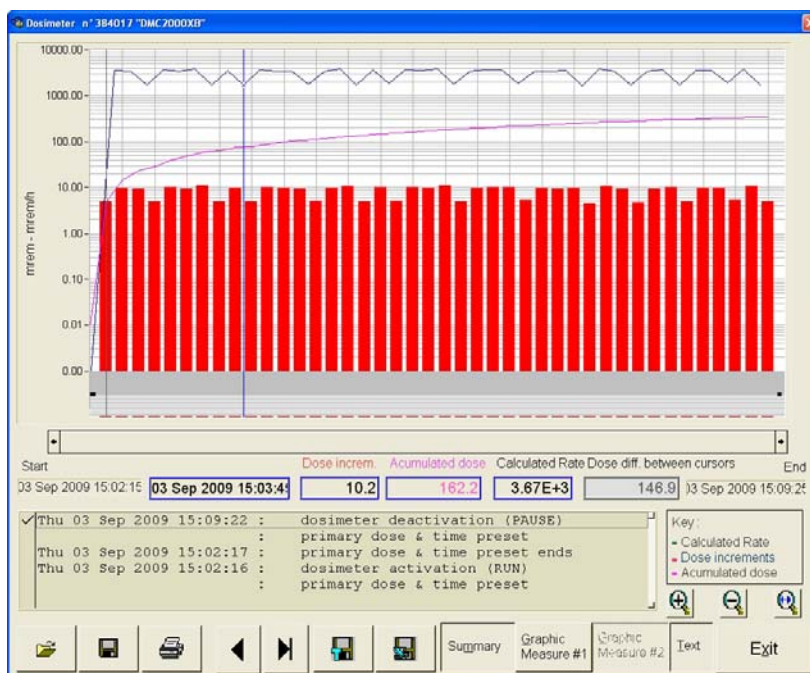 Dosimeter n° 384017 "DMC2000XB"
10000.00
1000.00
100.00
10.00
1.00
0.10
0.01
0.00
mrem - mrem/h
Start
Dose increm.
Acumulated dose
Calculated Rate
Dose diff. between cursors
End
03 Sep 2009 15:02:15
03 Sep 2009 15:03:4
10.2
162.2
3.67E+3
146.9
03 Sep 2009 15:09:25
Thu 03 Sep 2009 15:09:22 : dosimeter deactivation (PAUSE)
: primary dose & time preset
Thu 03 Sep 2009 15:02:17 : primary dose & time preset ends
Thu 03 Sep 2009 15:02:16 : dosimeter activation (RUN)
: primary dose & time preset
Key :
- Calculated Rate
- Dose increments
- Acumulated dose
Summary
Graphic Measure #1
Graphic Measure #2
Text
Exit